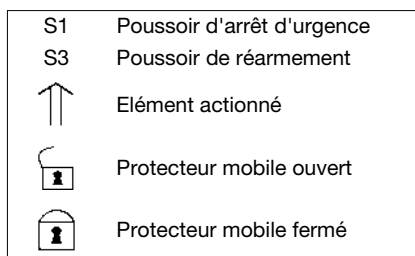 S1 Poussoir d'arrêt d'urgence
S3 Poussoir de réarmement
Elément actionné
Protecteur mobile ouvert
Protecteur mobile fermé